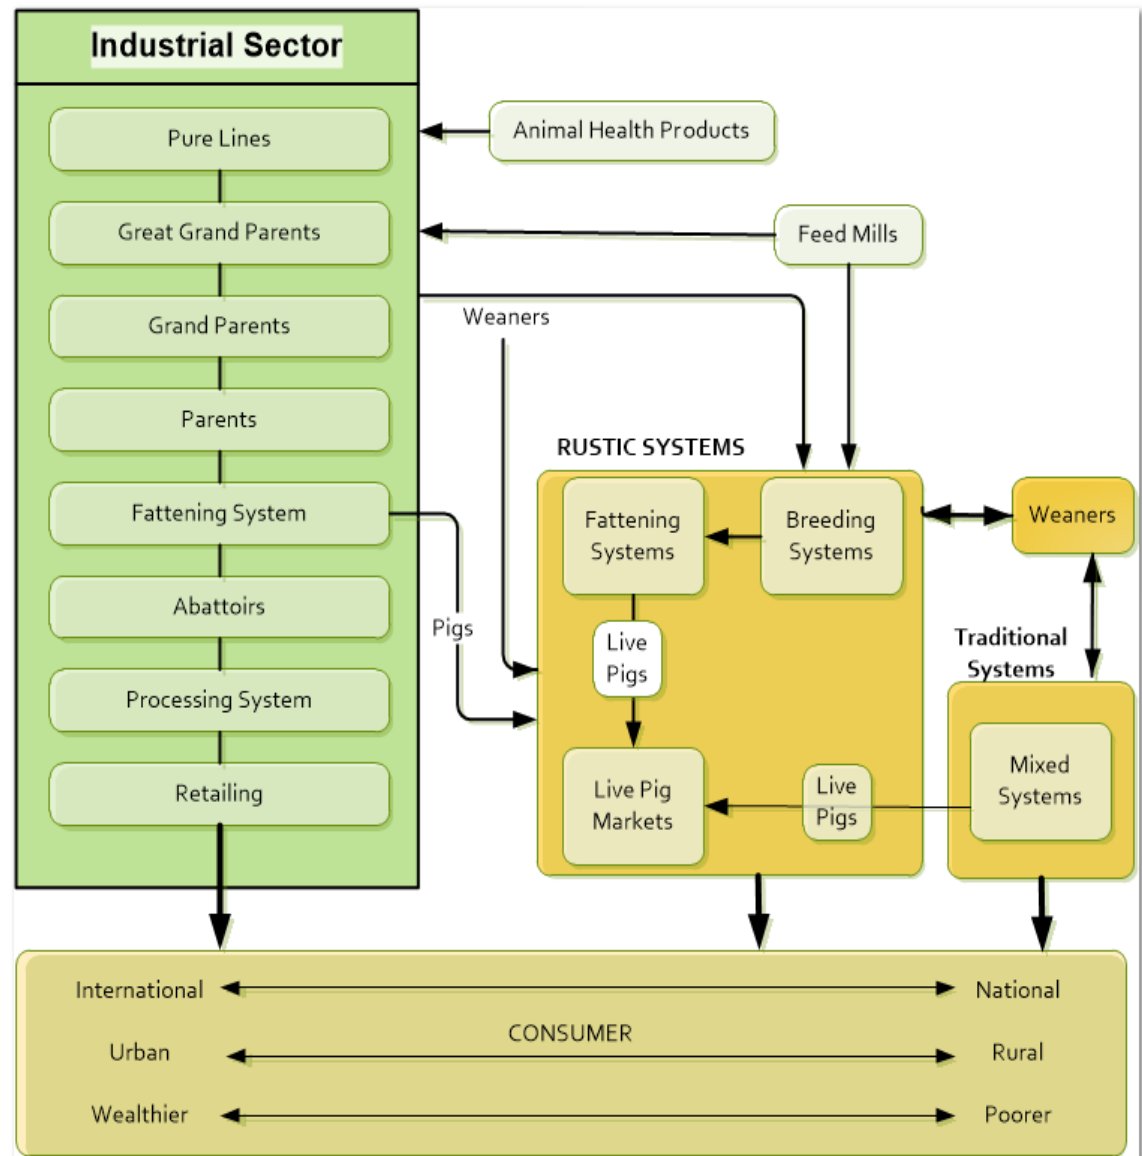 Industrial Sector
Pure Lines
Animal Health Products
Great Grand Parents
Feed Mills
Grand Parents
Weaners
Parents
Fattening System
Abattoirs
Pigs
Processing System
Retailing
RUSTIC SYSTEMS
Fattening
Systems
Breeding
Systems
Live
Pigs
Live Pig
Markets
Live
Pigs
Weaners
Traditional
Systems
Mixed
Systems
International
National
CONSUMER
Urban
Rural
Wealthier
Poorer